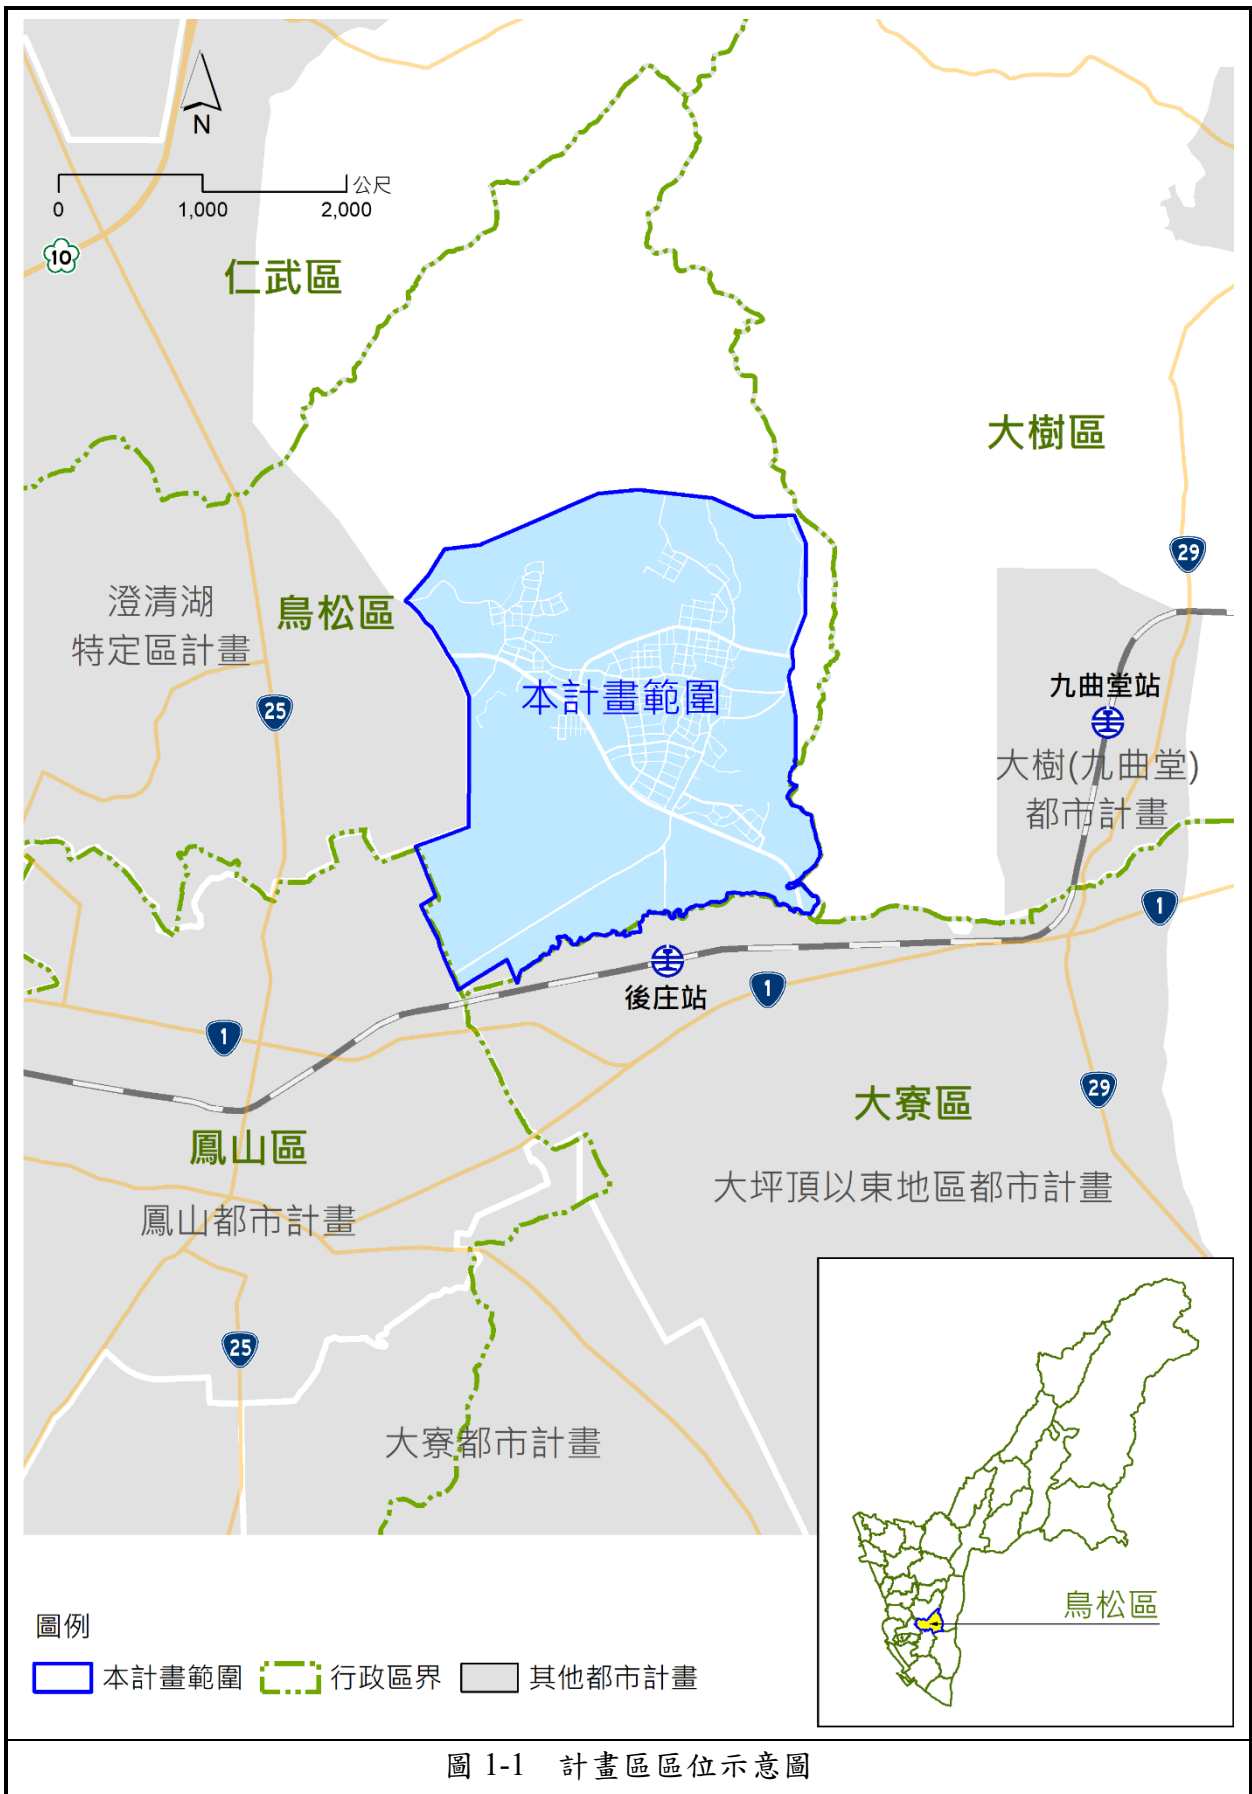 N
公尺
0
1,000
2,000
10
仁武區
大樹區
29
澄清湖
特定區計畫
鳥松區
25
本計畫範圍
九曲堂站
大樹(九曲堂)
都市計畫
1
後庄站
1
1
29
大寮區
鳳山區
大坪頂以東地區都市計畫
鳳山都市計畫
25
大寮都市計畫
鳥松區
圖例
本計畫範圍
行政區界
其他都市計畫
圖 1-1 計畫區區位示意圖